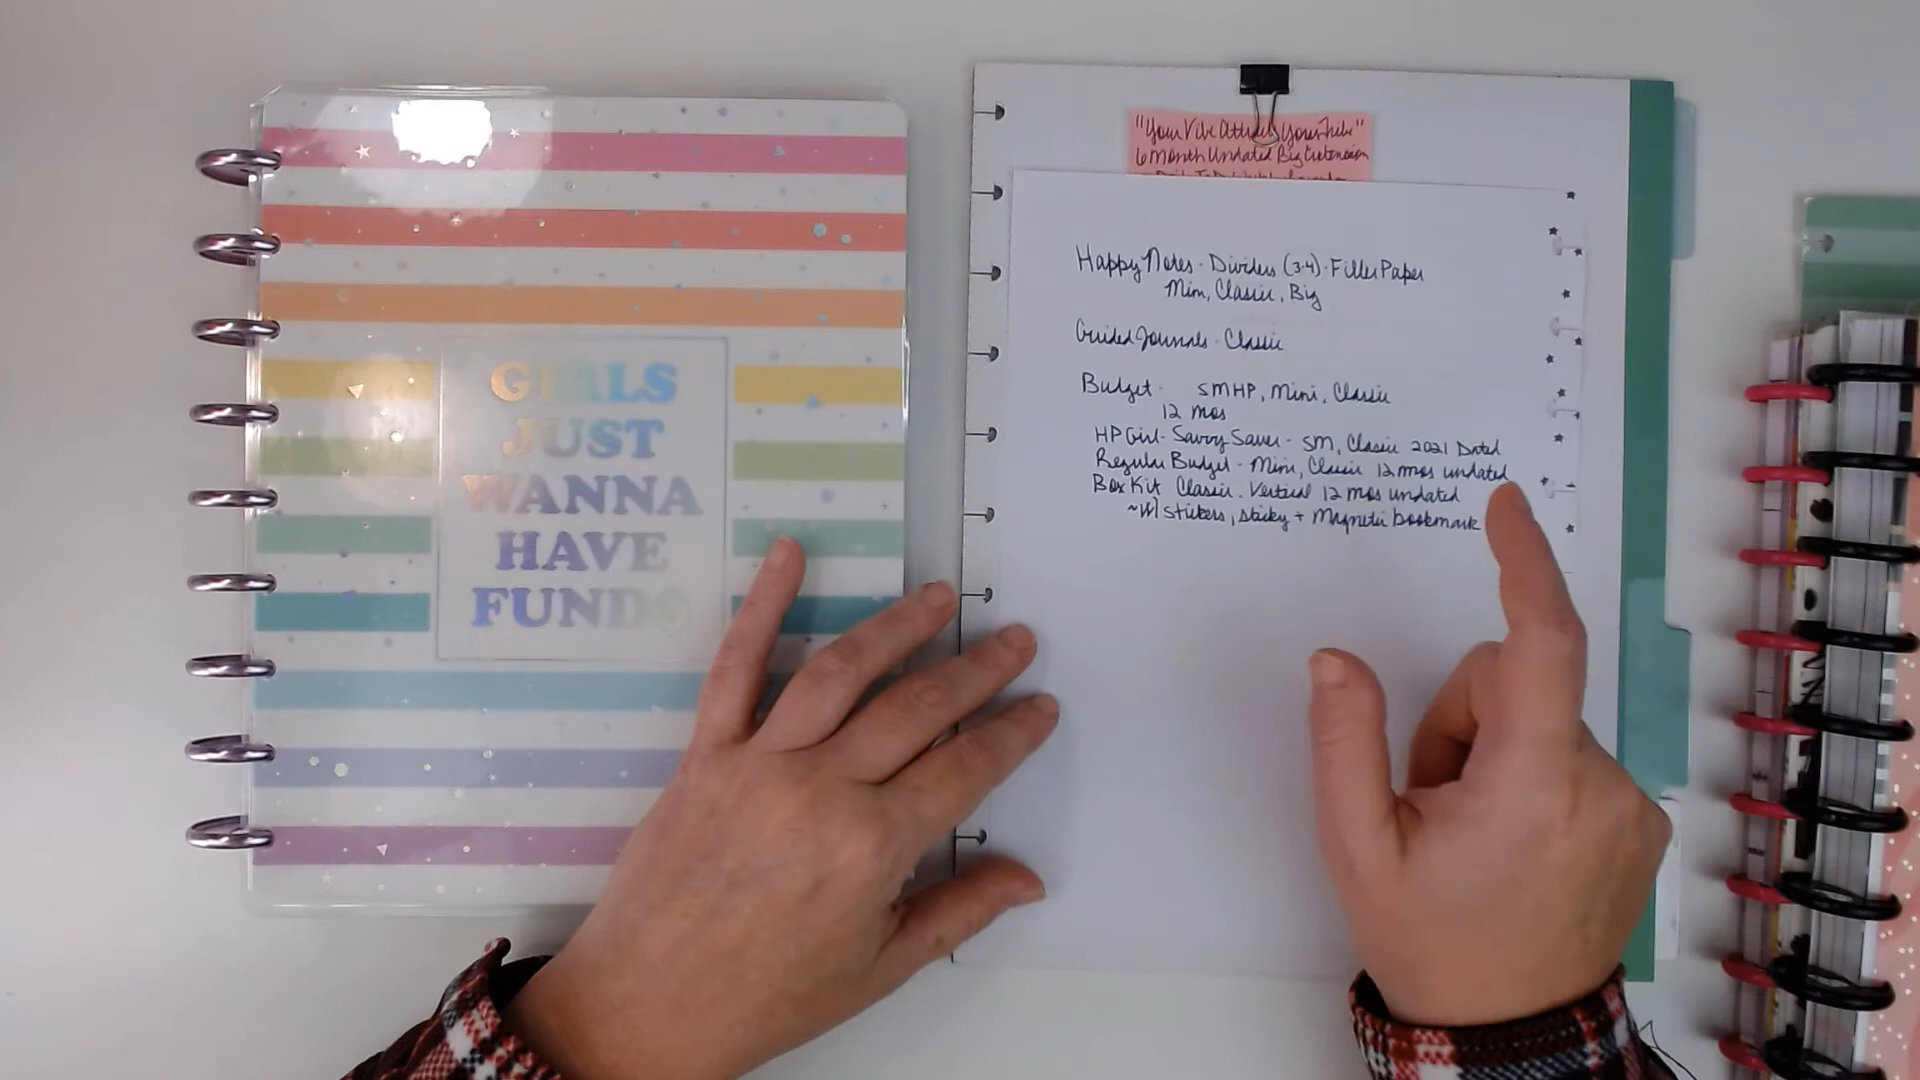 GIRLS
JUST
WANNA
HAVE
FUND$
"Your Vibe Attracts Your Tribe"
6 Month Undated Big Extension
Happy Notes - Dividers (3-4) - Filler Paper
Mini, Classic, Big
Guided Journals - Classic
Budget - SMHP, Mini, Classic
12 mos
HP Girl - Savvy Saver - SM, Classic 2021 Dated
Regular Budget - Mini, Classic 12 mos undated
Box Kit Classic. Vertical 12 mos undated
~ W/ Stickers, sticky + Magnetic bookmark